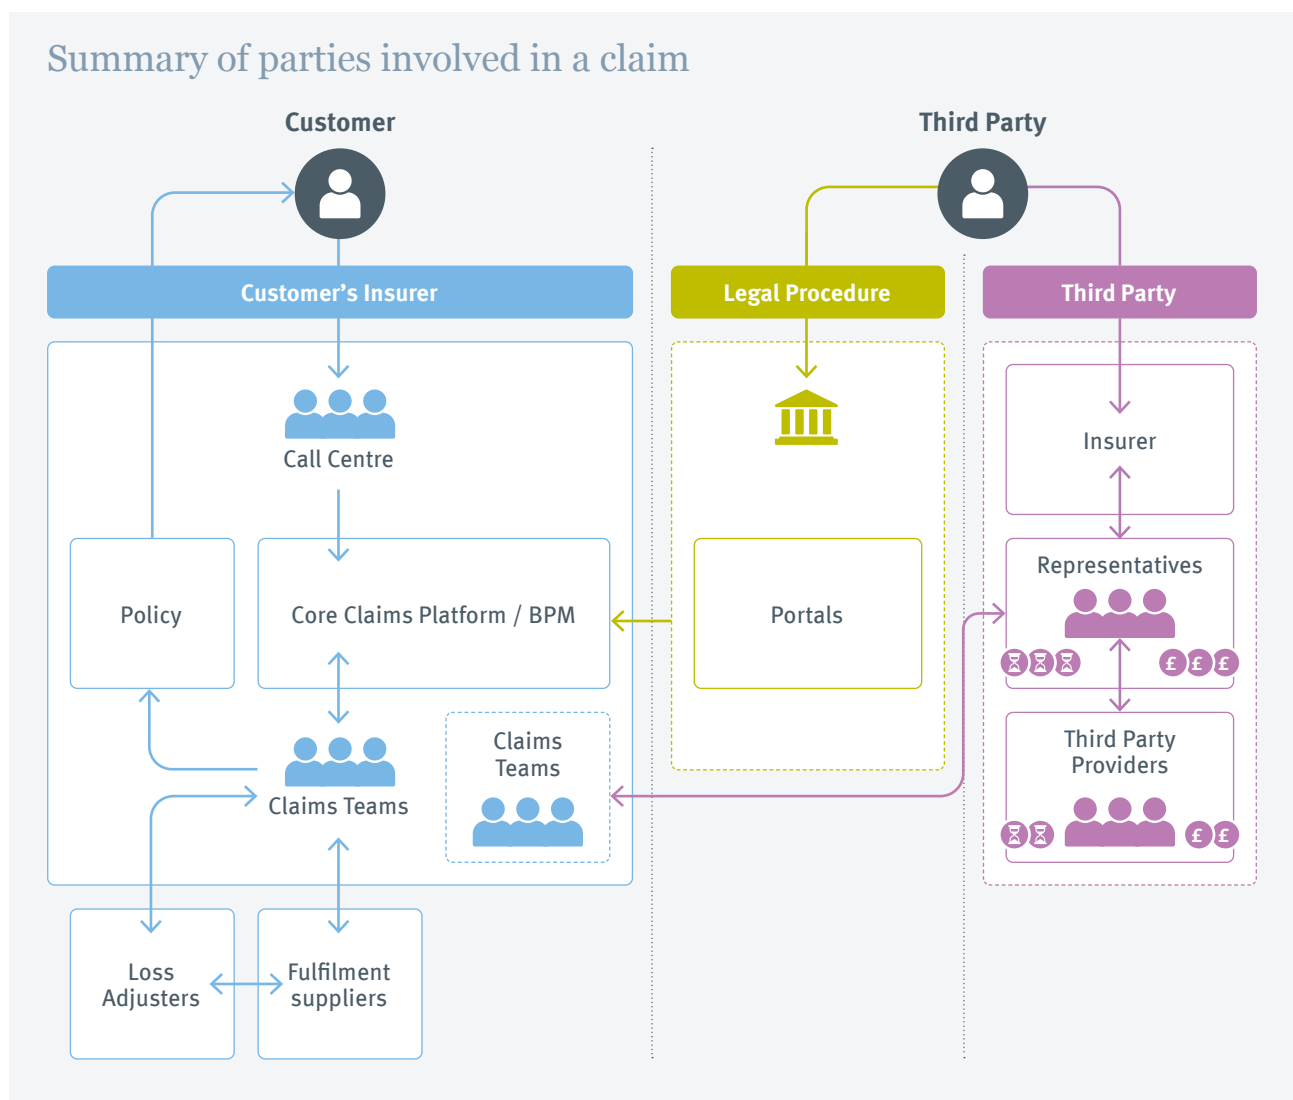 Summary of parties involved in a claim
Customer
Third Party
Customer’s Insurer
Legal Procedure
Third Party
Call Centre
Insurer
Policy
Core Claims Platform / BPM
Portals
Representatives
£ £ £
Claims Teams
Claims
Teams
Third Party
Providers
£ £
Loss
Adjusters
Fulfilment
suppliers